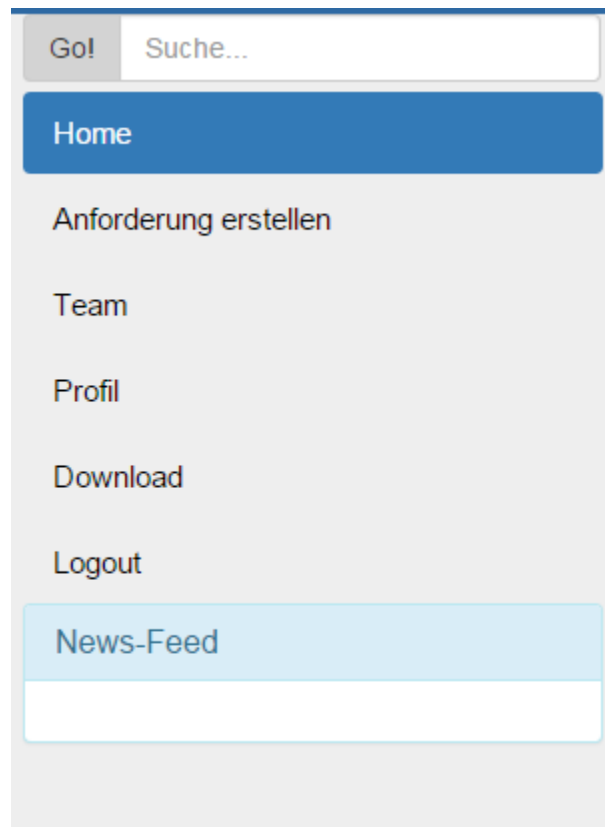 Go! Suche...
Home
Anforderung erstellen
Team
Profil
Download
Logout
News-Feed